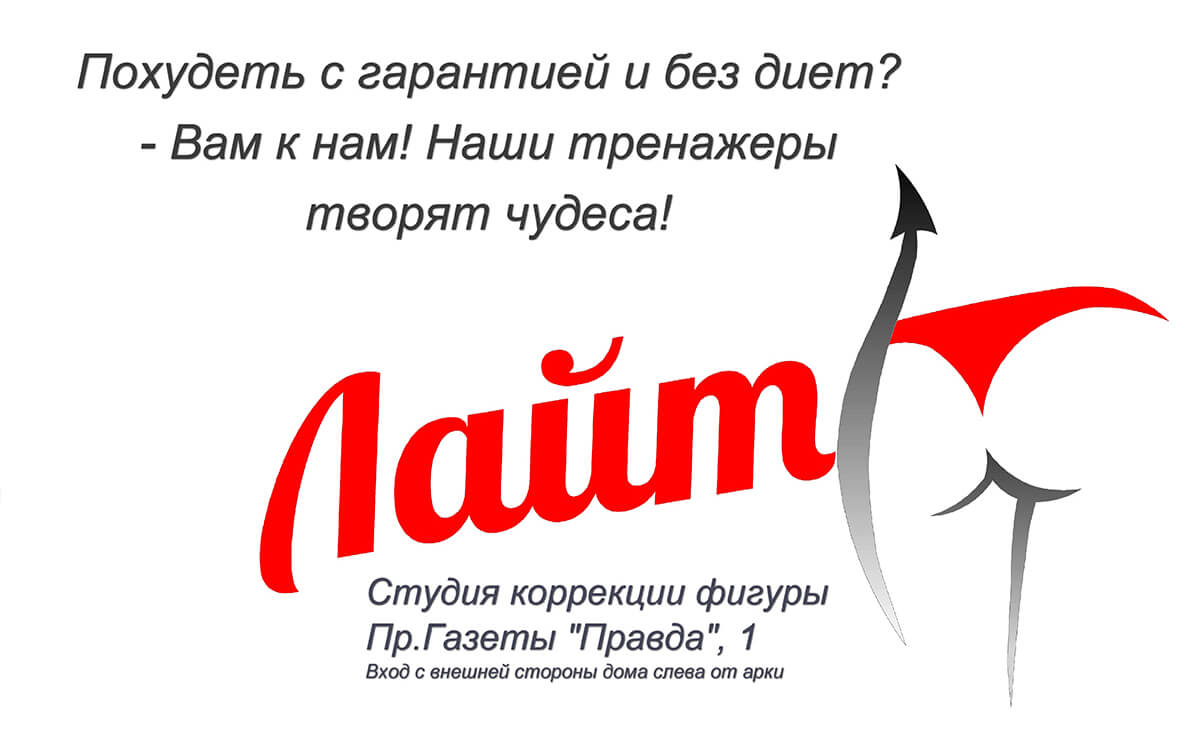 Похудеть с гарантией и без диет?
- Вам к нам! Наши тренажеры
творят чудеса!
Лайт
Студия коррекции фигуры
Пр.Газеты "Правда", 1
Вход с внешней стороны дома слева от арки